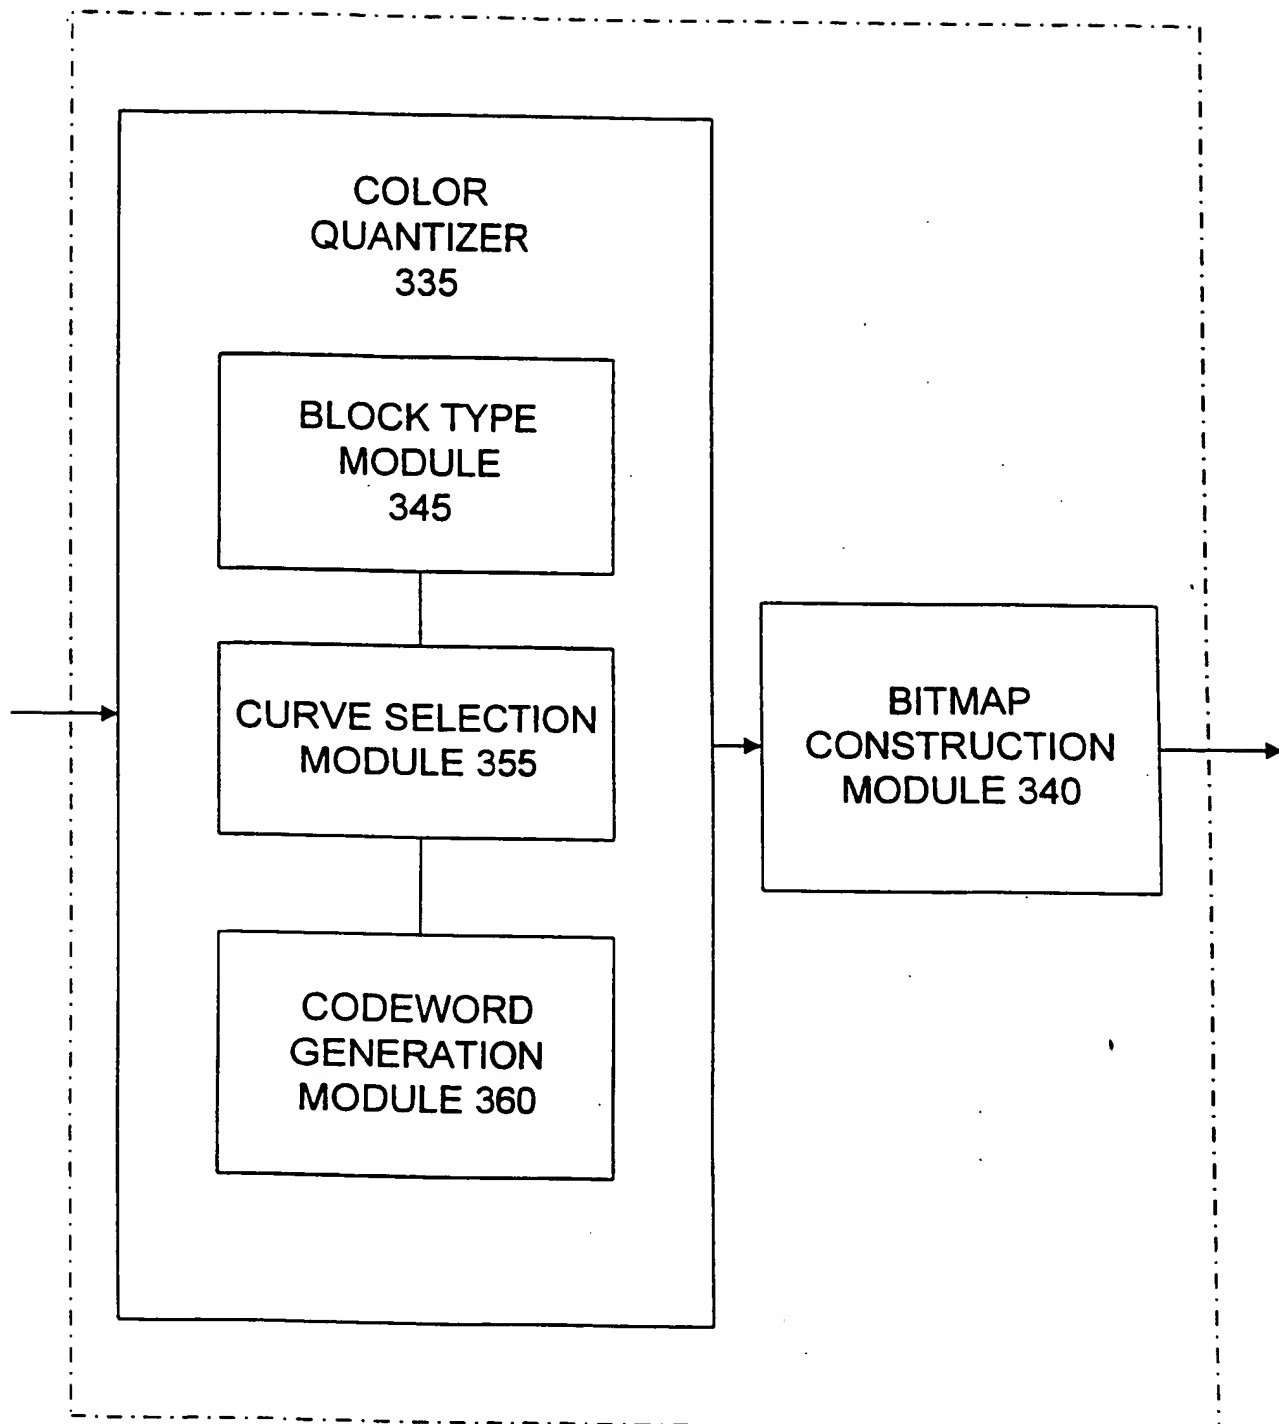 COLOR
QUANTIZER
335
BLOCK TYPE
MODULE
345
CURVE SELECTION
MODULE 355
CODEWORD
GENERATION
MODULE 360
BITMAP
CONSTRUCTION
MODULE 340